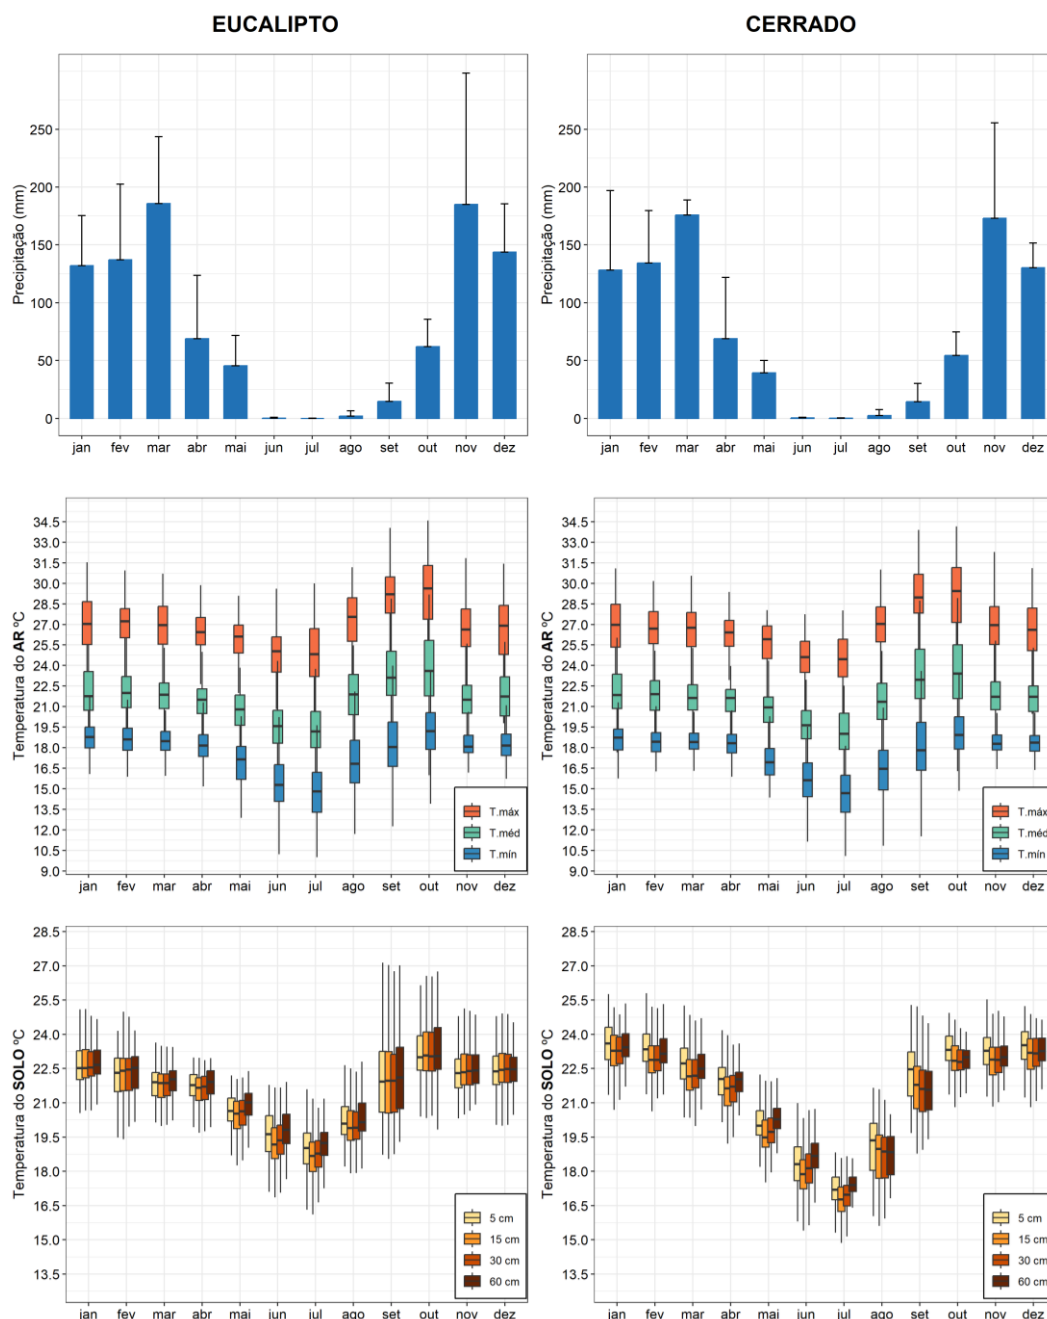 EUCALIPTO
CERRADO
Precipitação (mm)
250
200
150
100
50
0
jan fev mar abr mai jun jul ago set out nov dez
Precipitação (mm)
250
200
150
100
50
0
jan fev mar abr mai jun jul ago set out nov dez
Temperatura do AR ºC
34.5
33.0
31.5
30.0
28.5
27.0
25.5
24.0
22.5
21.0
19.5
18.0
16.5
15.0
13.5
12.0
10.5
9.0
T.máx
T.méd
T.mín
jan fev mar abr mai jun jul ago set out nov dez
Temperatura do AR ºC
34.5
33.0
31.5
30.0
28.5
27.0
25.5
24.0
22.5
21.0
19.5
18.0
16.5
15.0
13.5
12.0
10.5
9.0
T.máx
T.méd
T.mín
jan fev mar abr mai jun jul ago set out nov dez
Temperatura do SOLO ºC
28.5
27.0
25.5
24.0
22.5
21.0
19.5
18.0
16.5
15.0
13.5
5 cm
15 cm
30 cm
60 cm
jan fev mar abr mai jun jul ago set out nov dez
Temperatura do SOLO ºC
28.5
27.0
25.5
24.0
22.5
21.0
19.5
18.0
16.5
15.0
13.5
5 cm
15 cm
30 cm
60 cm
jan fev mar abr mai jun jul ago set out nov dez